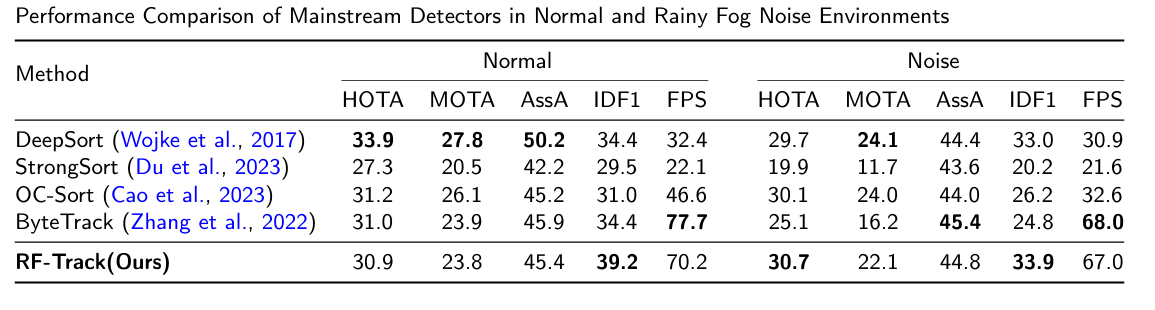 Performance Comparison of Mainstream Detectors in Normal and Rainy Fog Noise Environments
Method Normal Noise
HOTA MOTA AssA IDF1 FPS HOTA MOTA AssA IDF1 FPS
DeepSort (Wojke et al., 2017) 33.9 27.8 50.2 34.4 32.4 29.7 24.1 44.4 33.0 30.9
StrongSort (Du et al., 2023) 27.3 20.5 42.2 29.5 22.1 19.9 11.7 43.6 20.2 21.6
OC-Sort (Cao et al., 2023) 31.2 26.1 45.2 31.0 46.6 30.1 24.0 44.0 26.2 32.6
ByteTrack (Zhang et al., 2022) 31.0 23.9 45.9 34.4 77.7 25.1 16.2 45.4 24.8 68.0
RF-Track(Ours) 30.9 23.8 45.4 39.2 70.2 30.7 22.1 44.8 33.9 67.0